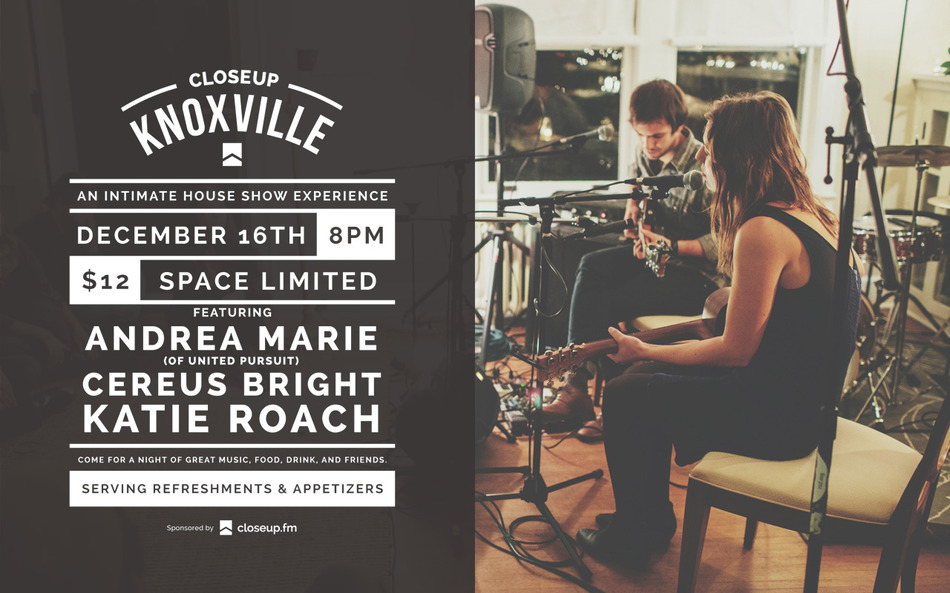 CLOSEUP
KNOXVILLE
AN INTIMATE HOUSE SHOW EXPERIENCE
DECEMBER 16TH 8PM
$12 SPACE LIMITED
FEATURING
ANDREA MARIE
(OF UNITED PURSUIT)
CEREUS BRIGHT
KATIE ROACH
COME FOR A NIGHT OF GREAT MUSIC, FOOD, DRINK, AND FRIENDS.
SERVING REFRESHMENTS & APPETIZERS
Sponsored by closeup.fm